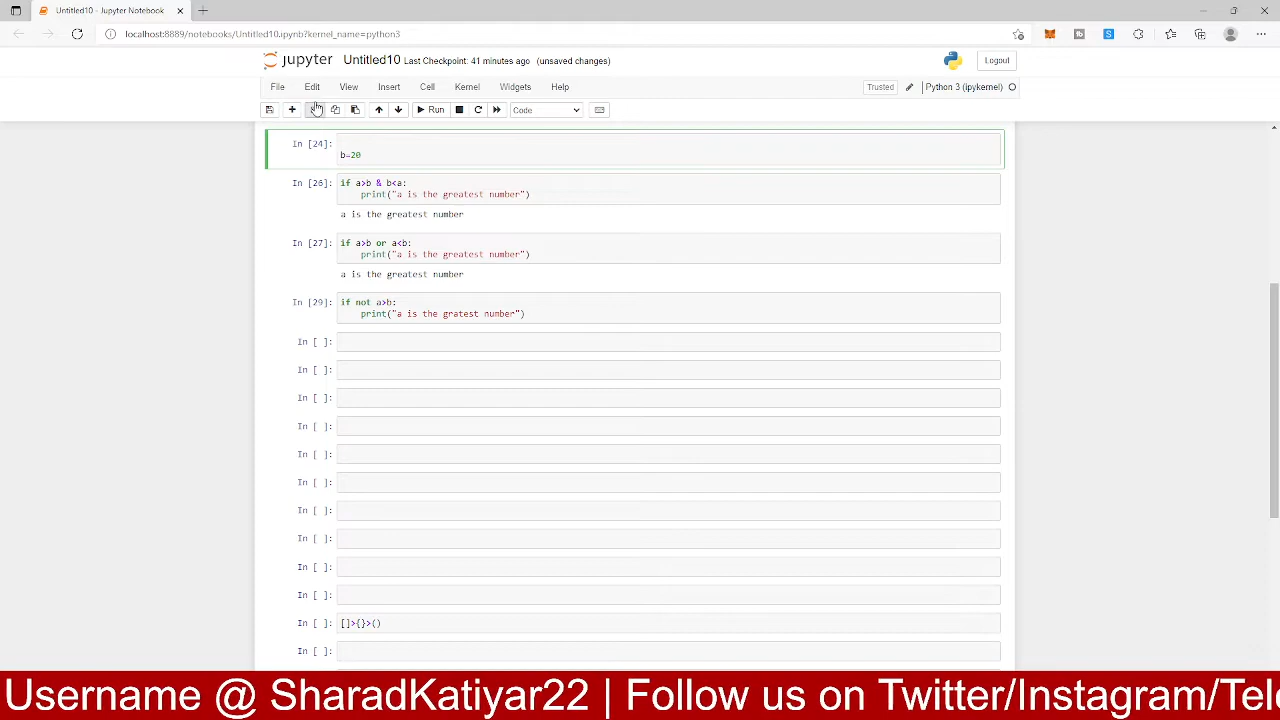 Untitled10 - Jupyter Notebook
localhost:8889/notebooks/Untitled10.ipynb?kernel_name=python3
jupyter Untitled10 Last Checkpoint: 41 minutes ago (unsaved changes) Logout
File Edit View Insert Cell Kernel Widgets Help Trusted Python 3 (ipykernel)
Run Code
In [24]:
b=20
In [26]: if a>b & b<a:
print("a is the greatest number")
a is the greatest number
In [27]: if a>b or a<b:
print("a is the greatest number")
a is the greatest number
In [29]: if not a>b:
print("a is the gratest number")
In [ ]:
In [ ]:
In [ ]:
In [ ]:
In [ ]:
In [ ]:
In [ ]:
In [ ]:
In [ ]:
In [ ]:
In [ ]: []>{}>()
In [ ]:
Username @ SharadKatiyar22 | Follow us on Twitter/Instagram/Tel